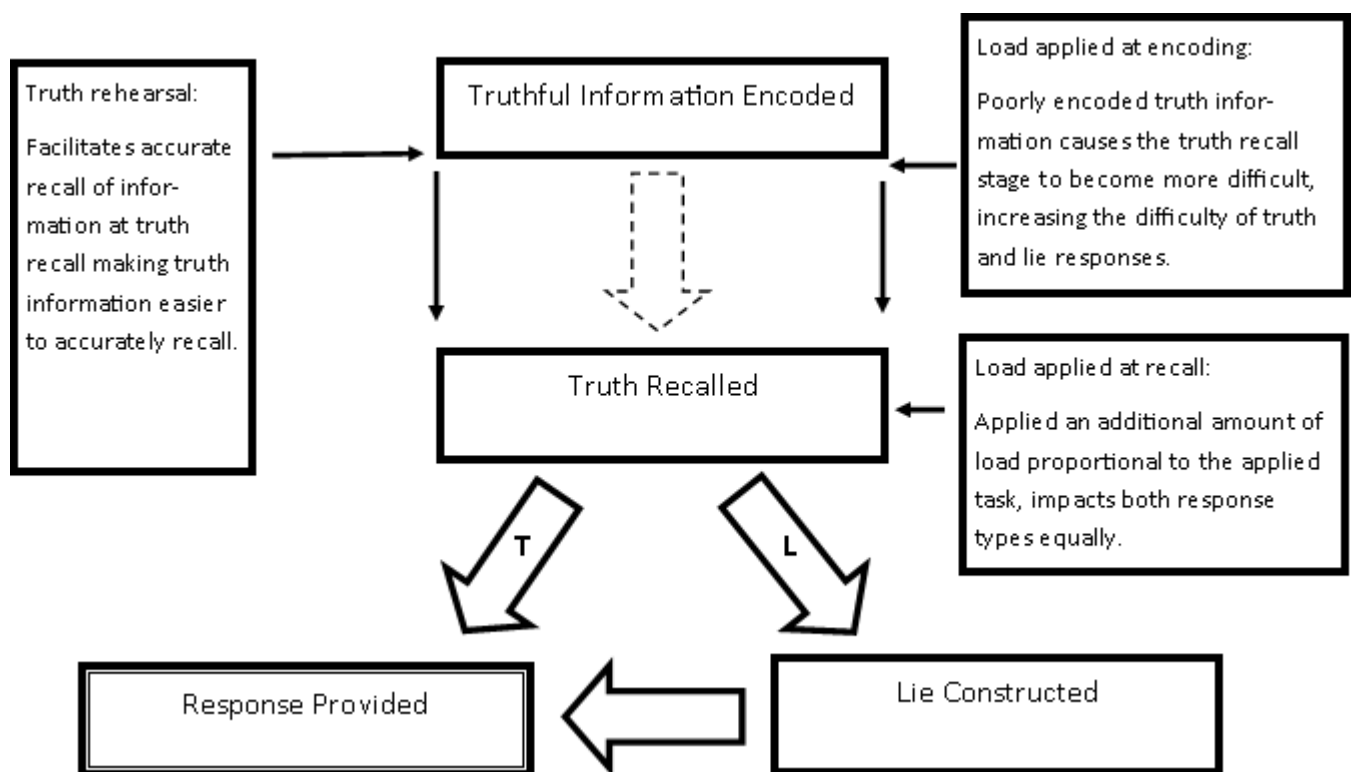 Truth rehearsal:
Facilitates accurate
recall of infor-
mation at truth
recall making truth
information easier
to accurately recall.
Truthful Information Encoded
Load applied at encoding:
Poorly encoded truth infor-
mation causes the truth recall
stage to become more difficult,
increasing the difficulty of truth
and lie responses.
Truth Recalled
Load applied at recall:
Applied an additional amount of
load proportional to the applied
task, impacts both response
types equally.
T
L
Response Provided
Lie Constructed